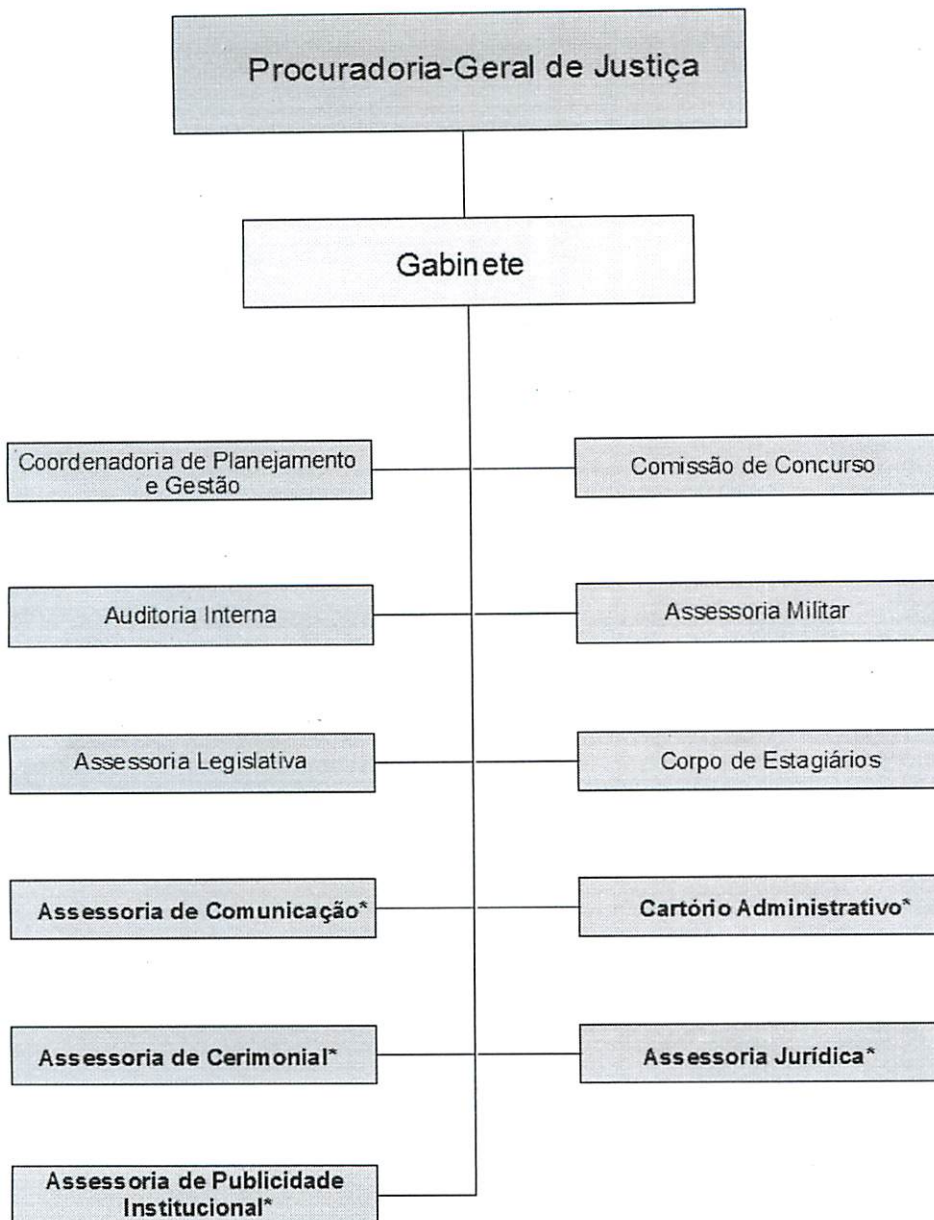 Procuradoria-Geral de Justiça
Gabinete
Coordenadoria de Planejamento
e Gestão
Comissão de Concurso
Auditoria Interna
Assessoria Militar
Assessoria Legislativa
Corpo de Estagiários
Assessoria de Comunicação*
Cartório Administrativo*
Assessoria de Cerimonial*
Assessoria Jurídica*
Assessoria de Publicidade
Institucional*